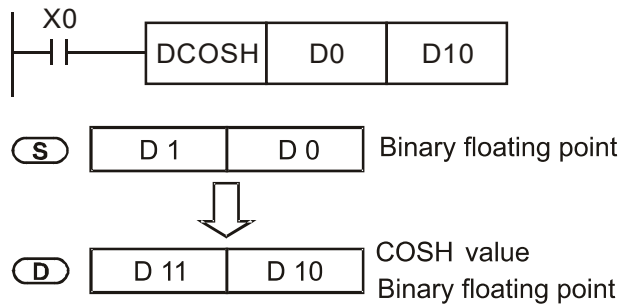 X0
DCOSH D0 D10
S D 1 D 0 Binary floating point
D D 11 D 10 COSH value
Binary floating point